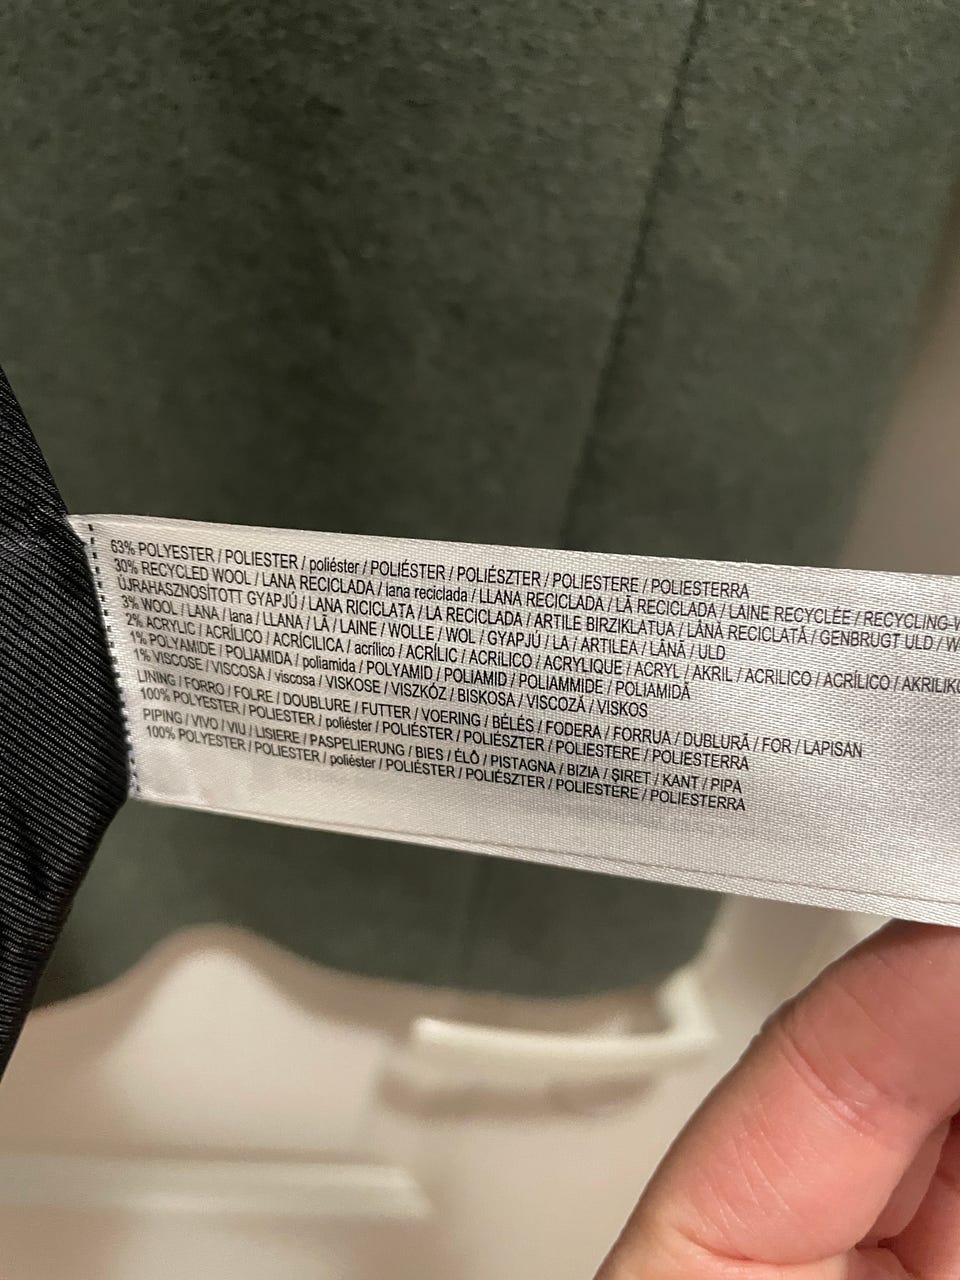 63% POLYESTER / POLIESTER / poliéster / POLIÉSTER / POLIÉSZTER / POLIESTERE / POLIESTERRA
30% RECYCLED WOOL / LANA RECICLADA / lana reciclada / LLANA RECICLADA / LÃ RECICLADA / LAINE RECYCLÉE / RECYCLING-W
ÚJRAHASZNOSÍTOTT GYAPJÚ / LANA RICICLATA / LA RECICLADA / ARTILE BIRZIKLATUA / LÂNĂ RECICLATĂ / GENBRUGT ULD / W
3% WOOL / LANA / lana / LLANA / LÃ / LAINE / WOLLE / WOL / GYAPJÚ / LA / ARTILEA / LÂNĂ / ULD
2% ACRYLIC / ACRÍLICO / ACRÍLICA / acrílico / ACRÍLIC / ACRÍLICO / ACRYLIQUE / ACRYL / AKRIL / ACRILICO / ACRÍLICO / AKRILIKO
1% POLYAMIDE / POLIAMIDA / poliamida / POLYAMID / POLIAMID / POLIAMMIDE / POLIAMIDĂ
1% VISCOSE / VISCOSA / viscosa / VISKOSE / VISZKÓZ / BISKOSA / VISCOZĂ / VISKOS
LINING / FORRO / FOLRE / DOUBLURE / FUTTER / VOERING / BÉLÉS / FODERA / FORRUA / DUBLURĂ / FOR / LAPISAN
100% POLYESTER / POLIESTER / poliéster / POLIÉSTER / POLIÉSZTER / POLIESTERE / POLIESTERRA
PIPING / VIVO / VIU / LISIERE / PASPELIERUNG / BIES / ÉLŐ / PISTAGNA / BIZIA / ŞIRET / KANT / PIPA
100% POLYESTER / POLIESTER / poliéster / POLIÉSTER / POLIÉSZTER / POLIESTERE / POLIESTERRA